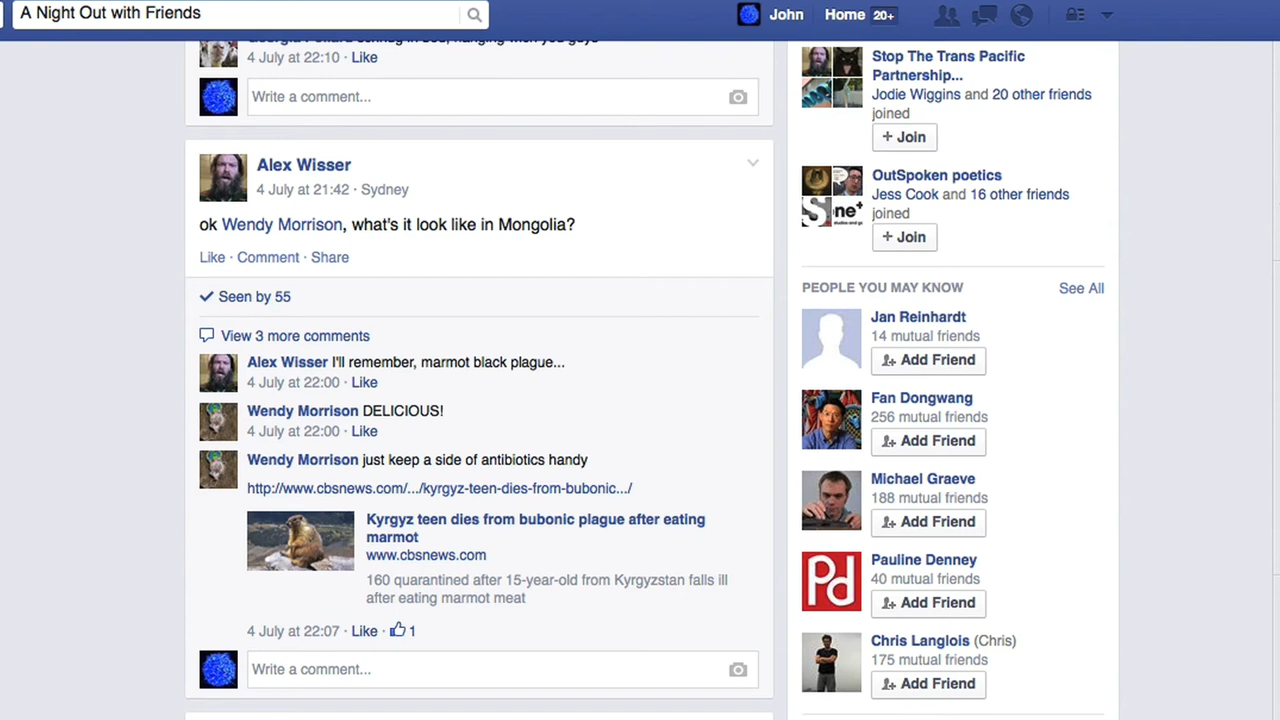 A Night Out with Friends
John
Home 20+
4 July at 22:10 · Like
Write a comment...
Alex Wisser
4 July at 21:42 · Sydney
ok Wendy Morrison, what's it look like in Mongolia?
Like · Comment · Share
Seen by 55
View 3 more comments
Alex Wisser I'll remember, marmot black plague...
4 July at 22:00 · Like
Wendy Morrison DELICIOUS!
4 July at 22:00 · Like
Wendy Morrison just keep a side of antibiotics handy
http://www.cbsnews.com/.../kyrgyz-teen-dies-from-bubonic.../
Kyrgyz teen dies from bubonic plague after eating
marmot
www.cbsnews.com
160 quarantined after 15-year-old from Kyrgyzstan falls ill
after eating marmot meat
4 July at 22:07 · Like · 1
Write a comment...
Stop The Trans Pacific
Partnership...
Jodie Wiggins and 20 other friends
joined
+ Join
OutSpoken poetics
Jess Cook and 16 other friends
joined
+ Join
PEOPLE YOU MAY KNOW
See All
Jan Reinhardt
14 mutual friends
Add Friend
Fan Dongwang
256 mutual friends
Add Friend
Michael Graeve
188 mutual friends
Add Friend
Pd
Pauline Denney
40 mutual friends
Add Friend
Chris Langlois (Chris)
175 mutual friends
Add Friend